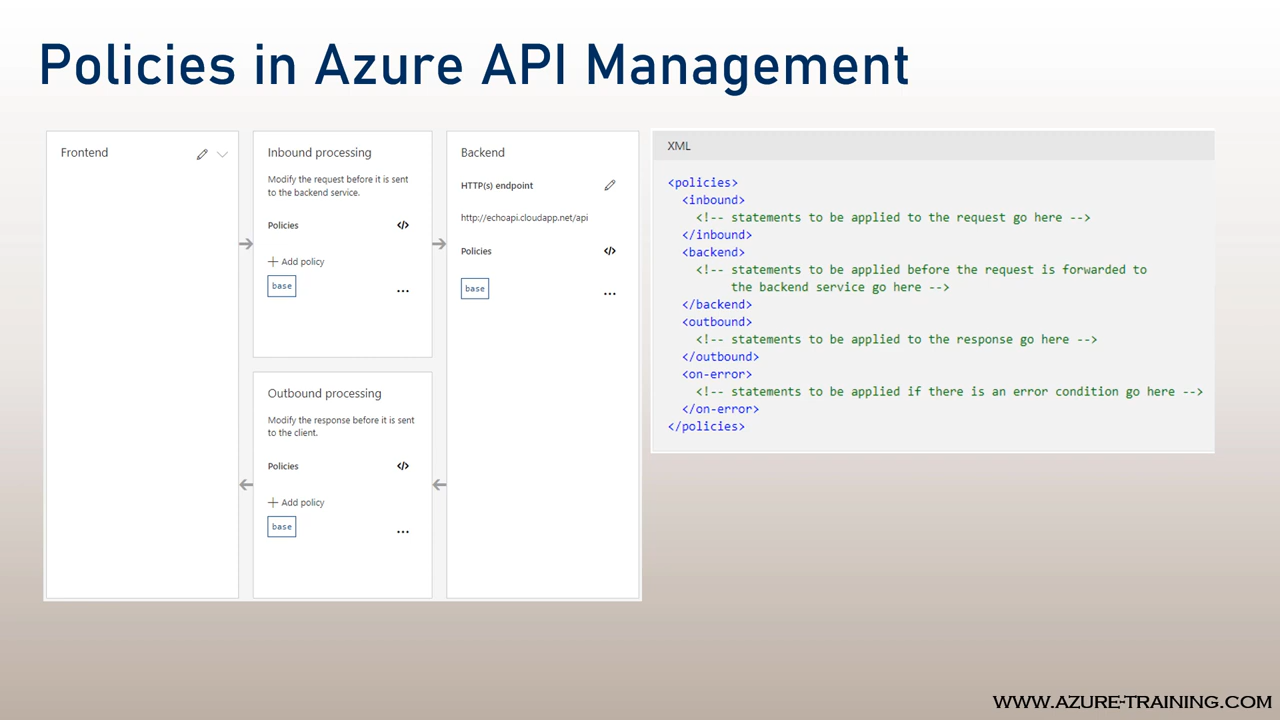 Policies in Azure API Management
Frontend
Inbound processing
Modify the request before it is sent
to the backend service.
Policies
</>
Add policy
base
...
Outbound processing
Modify the response before it is sent
to the client.
Policies
</>
Add policy
base
...
Backend
HTTP(s) endpoint
http://echoapi.cloudapp.net/api
Policies
</>
base
...
XML
<policies>
<inbound>
<!-- statements to be applied to the request go here -->
</inbound>
<backend>
<!-- statements to be applied before the request is forwarded to
the backend service go here -->
</backend>
<outbound>
<!-- statements to be applied to the response go here -->
</outbound>
<on-error>
<!-- statements to be applied if there is an error condition go here -->
</on-error>
</policies>
WWW.AZURE-TRAINING.COM